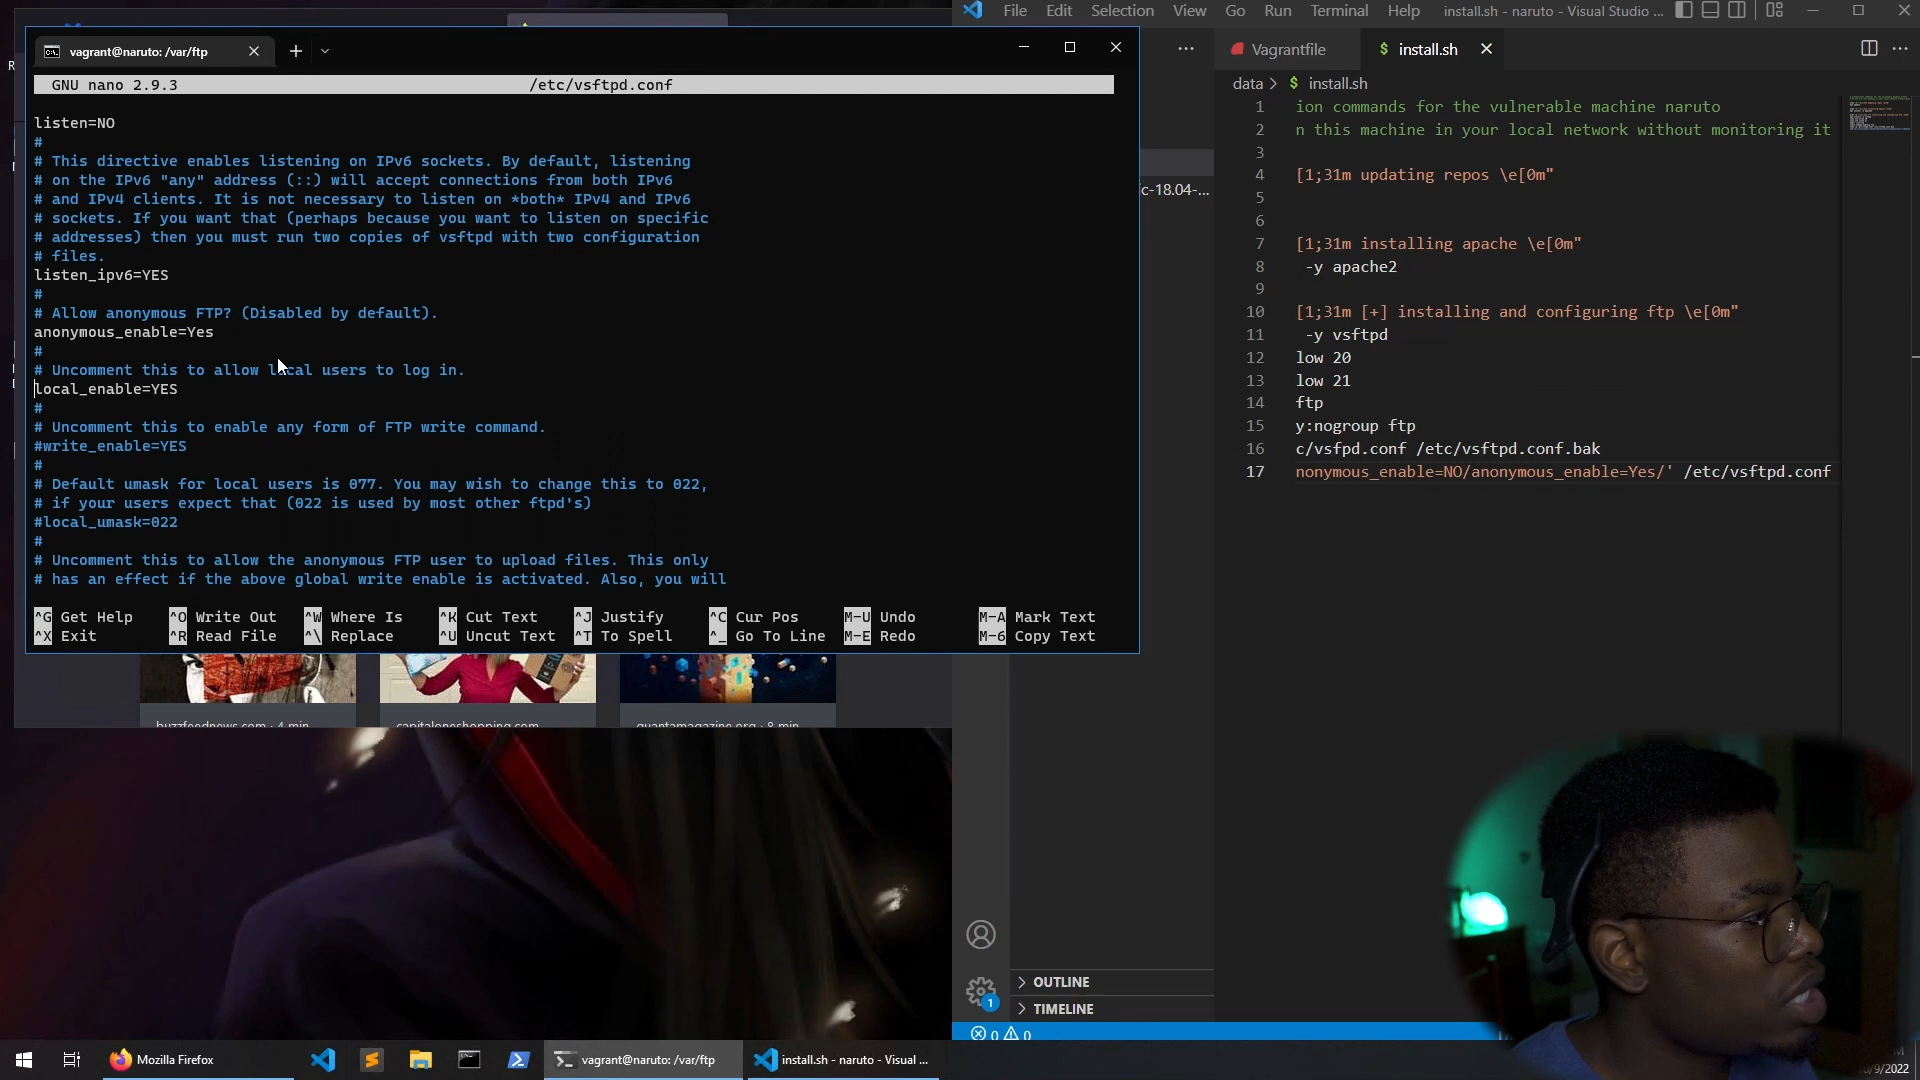 vagrant@naruto: /var/ftp
GNU nano 2.9.3 /etc/vsftpd.conf
listen=NO
#
# This directive enables listening on IPv6 sockets. By default, listening
# on the IPv6 "any" address (::) will accept connections from both IPv6
# and IPv4 clients. It is not necessary to listen on *both* IPv4 and IPv6
# sockets. If you want that (perhaps because you want to listen on specific
# addresses) then you must run two copies of vsftpd with two configuration
# files.
listen_ipv6=YES
#
# Allow anonymous FTP? (Disabled by default).
anonymous_enable=Yes
#
# Uncomment this to allow local users to log in.
local_enable=YES
#
# Uncomment this to enable any form of FTP write command.
#write_enable=YES
#
# Default umask for local users is 077. You may wish to change this to 022,
# if your users expect that (022 is used by most other ftpd's)
#local_umask=022
#
# Uncomment this to allow the anonymous FTP user to upload files. This only
# has an effect if the above global write enable is activated. Also, you will
^G Get Help ^O Write Out ^W Where Is ^K Cut Text ^J Justify ^C Cur Pos M-U Undo M-A Mark Text
^X Exit ^R Read File ^\ Replace ^U Uncut Text ^T To Spell ^_ Go To Line M-E Redo M-6 Copy Text
buzzfeednews.com · 4 min
capitaloneshopping.com
quantamagazine.org · 8 min
File Edit Selection View Go Run Terminal Help install.sh - naruto - Visual Studio ...
Vagrantfile $ install.sh
data > $ install.sh
c-18.04-...
1 ion commands for the vulnerable machine naruto
2 n this machine in your local network without monitoring it
3
4 [1;31m updating repos \e[0m"
5
6
7 [1;31m installing apache \e[0m"
8 -y apache2
9
10 [1;31m [+] installing and configuring ftp \e[0m"
11 -y vsftpd
12 low 20
13 low 21
14 ftp
15 y:nogroup ftp
16 c/vsfpd.conf /etc/vsftpd.conf.bak
17 nonymous_enable=NO/anonymous_enable=Yes/' /etc/vsftpd.conf
OUTLINE
TIMELINE
1
0 0
Mozilla Firefox
vagrant@naruto: /var/ftp
install.sh - naruto - Visual ...
/9/2022